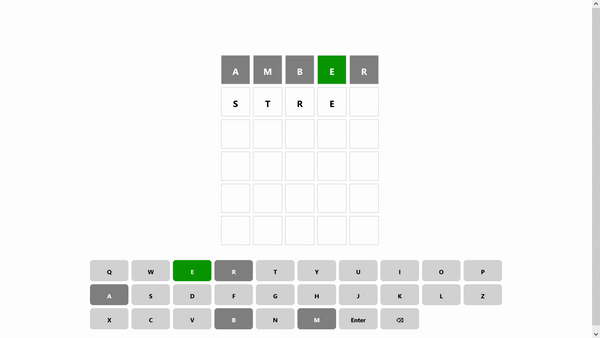 A M B E R
S T R E
Q W E R T Y U I O P
A S D F G H J K L Z
X C V B N M Enter ⌫